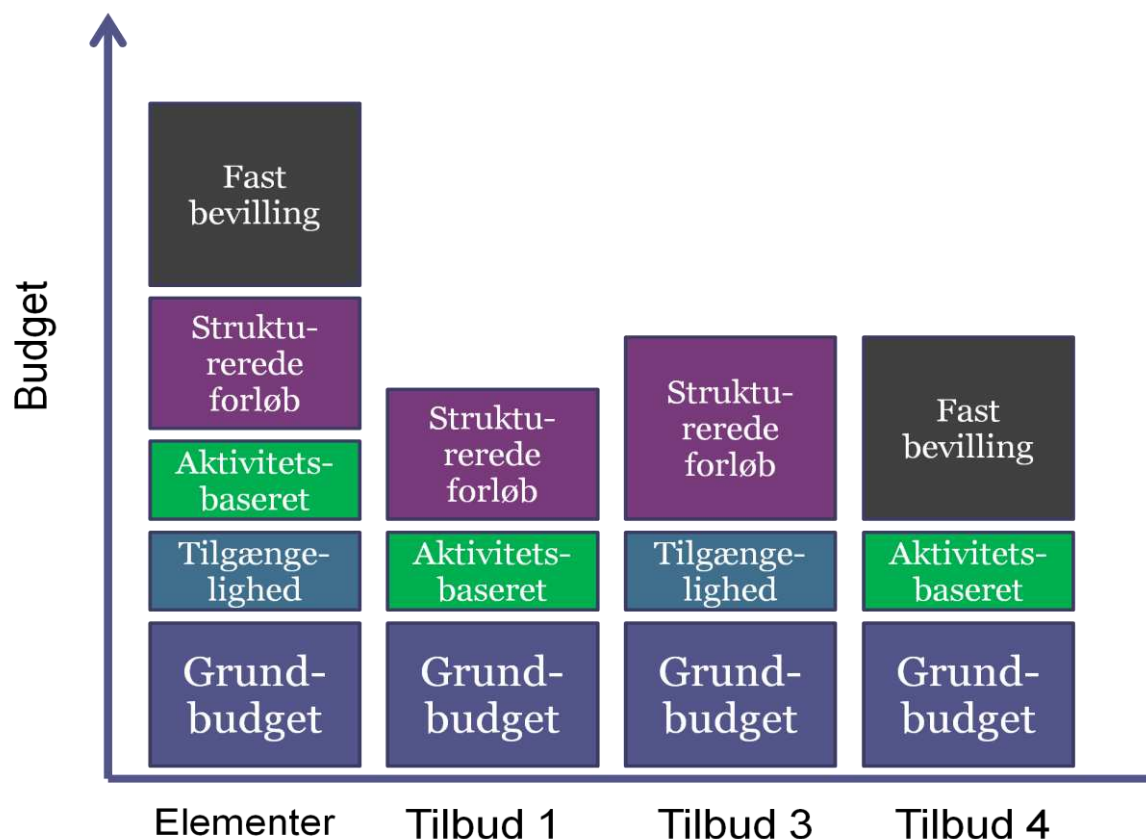 Budget
Fast
bevilling
Struktu-
rerede
forløb
Aktivitets-
baseret
Tilgænge-
lighed
Grund-
budget
Struktu-
rerede
forløb
Aktivitets-
baseret
Grund-
budget
Struktu-
rerede
forløb
Tilgænge-
lighed
Grund-
budget
Fast
bevilling
Aktivitets-
baseret
Grund-
budget
Elementer
Tilbud 1
Tilbud 3
Tilbud 4